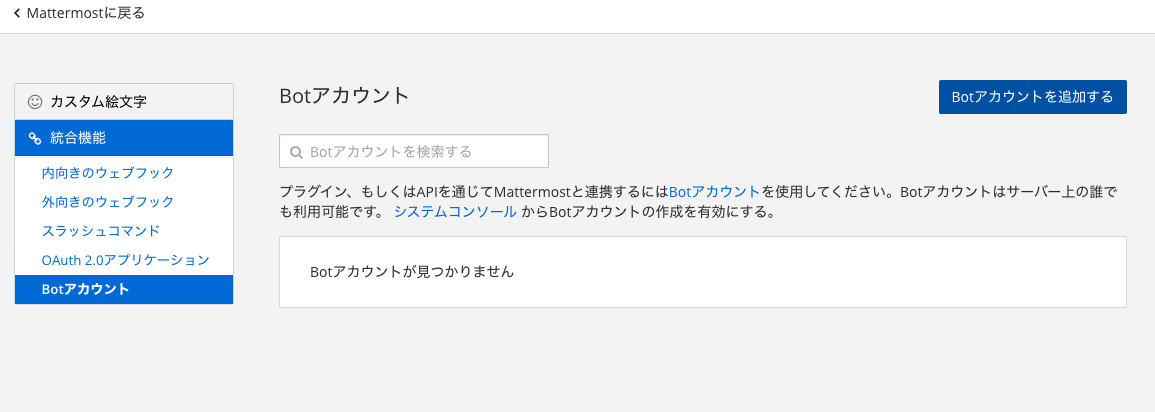 Mattermostに戻る
カスタム絵文字
統合機能
内向きのウェブフック
外向きのウェブフック
スラッシュコマンド
OAuth 2.0アプリケーション
Botアカウント
Botアカウント
Botアカウントを追加する
Botアカウントを検索する
プラグイン、もしくはAPIを通じてMattermostと連携するにはBotアカウントを使用してください。Botアカウントはサーバー上の誰で
も利用可能です。 システムコンソール からBotアカウントの作成を有効にする。
Botアカウントが見つかりません